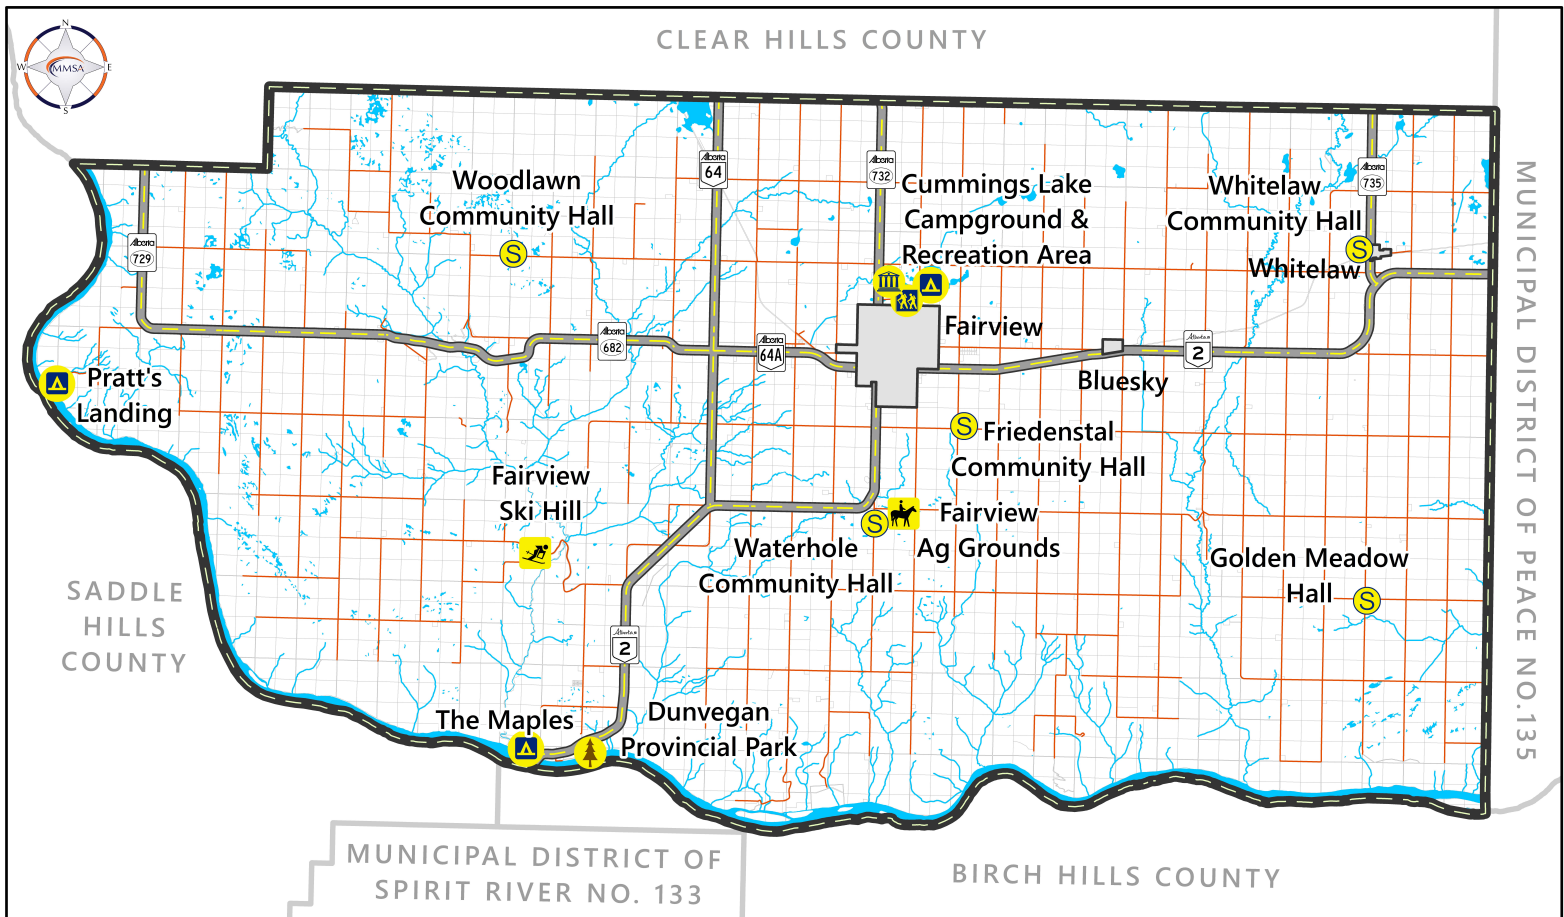 CLEAR HILLS COUNTY
N
W
MMSA
E
S
Woodlawn
Community Hall
S
Alberta
64
Alberta
732
Cummings Lake
Campground &
Recreation Area
Whitelaw
Community Hall
S
Alberta
735
Whitelaw
Alberta
729
Alberta
682
Alberta
64A
Fairview
Alberta
2
Bluesky
Pratt's
Landing
S
Friedenstal
Community Hall
Fairview
Ski Hill
S
Fairview
Ag Grounds
Waterhole
Community Hall
Golden Meadow
Hall
S
SADDLE
HILLS
COUNTY
Alberta
2
The Maples
Dunvegan
Provincial Park
MUNICIPAL DISTRICT OF PEACE NO.135
MUNICIPAL DISTRICT OF
SPIRIT RIVER NO. 133
BIRCH HILLS COUNTY